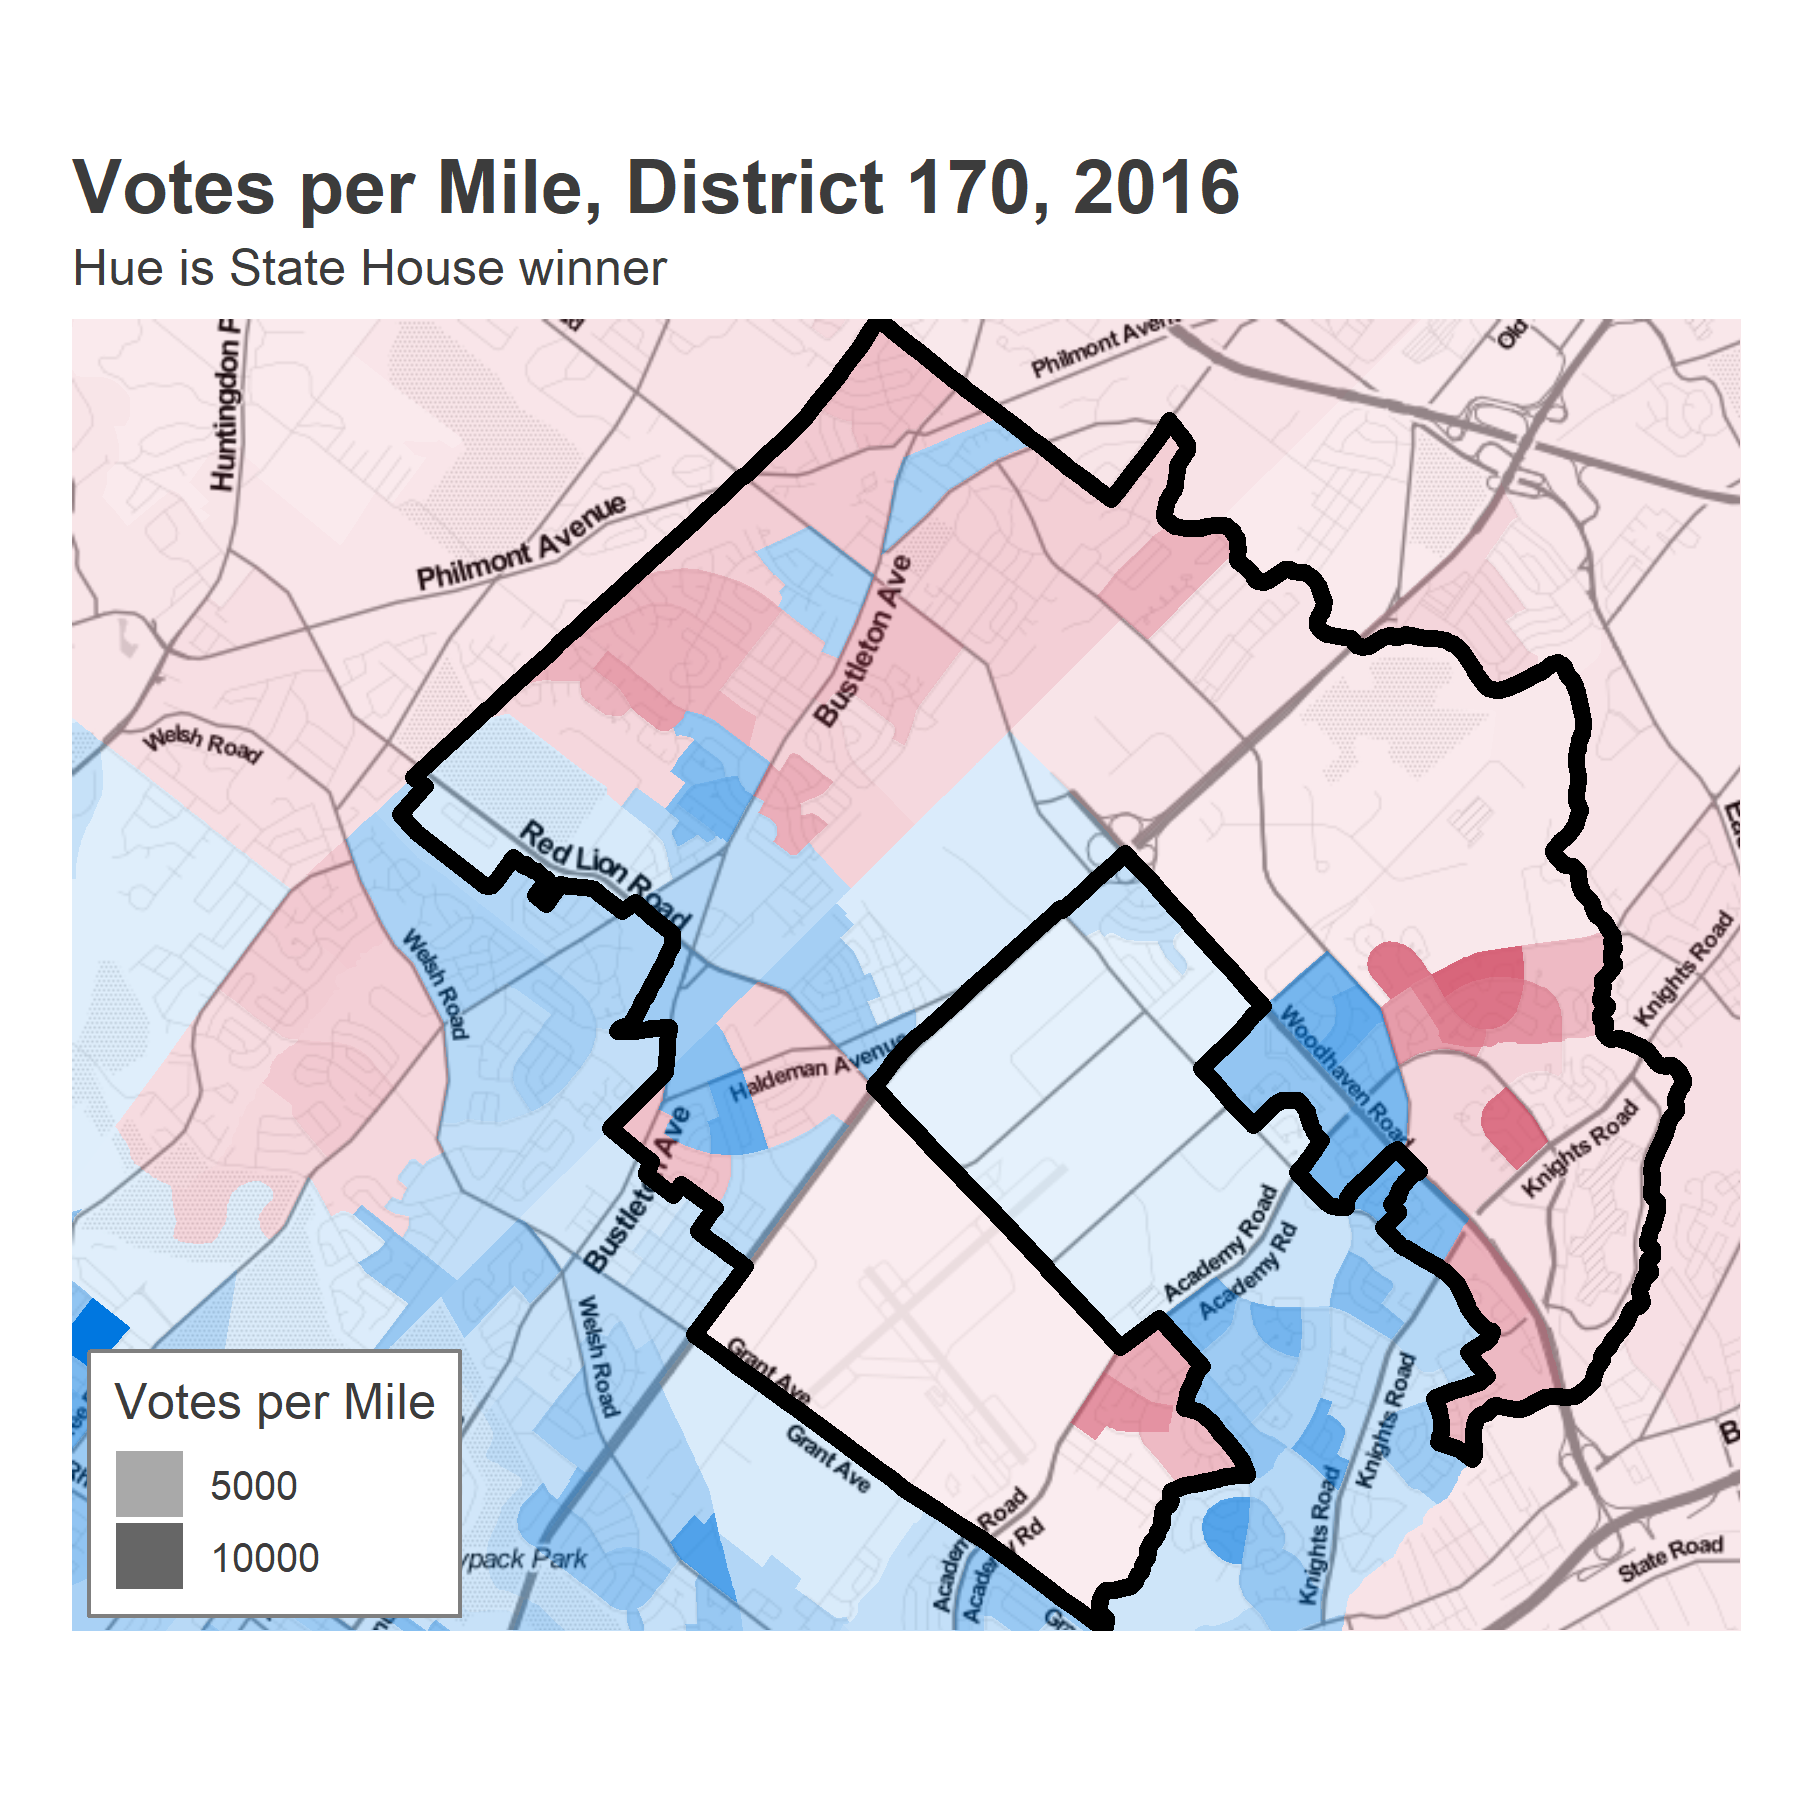 Votes per Mile, District 170, 2016
Hue is State House winner
Philmont Aven
Old
Huntingdon P
Philmont Avenue
Bustleton Ave
Welsh Road
Red Lion Road
Welsh Road
Knights Road
Woodhaven Road
Haldeman Avenue
Knights Road
Ave
Bustleto
Academy Road
Academy Rd
Welsh Road
Grant Ave
Grant Ave
Knights Road
Knights Road
Academ
Road
Academy Rd
State Road
ypack Park
B
Votes per Mile
5000
10000